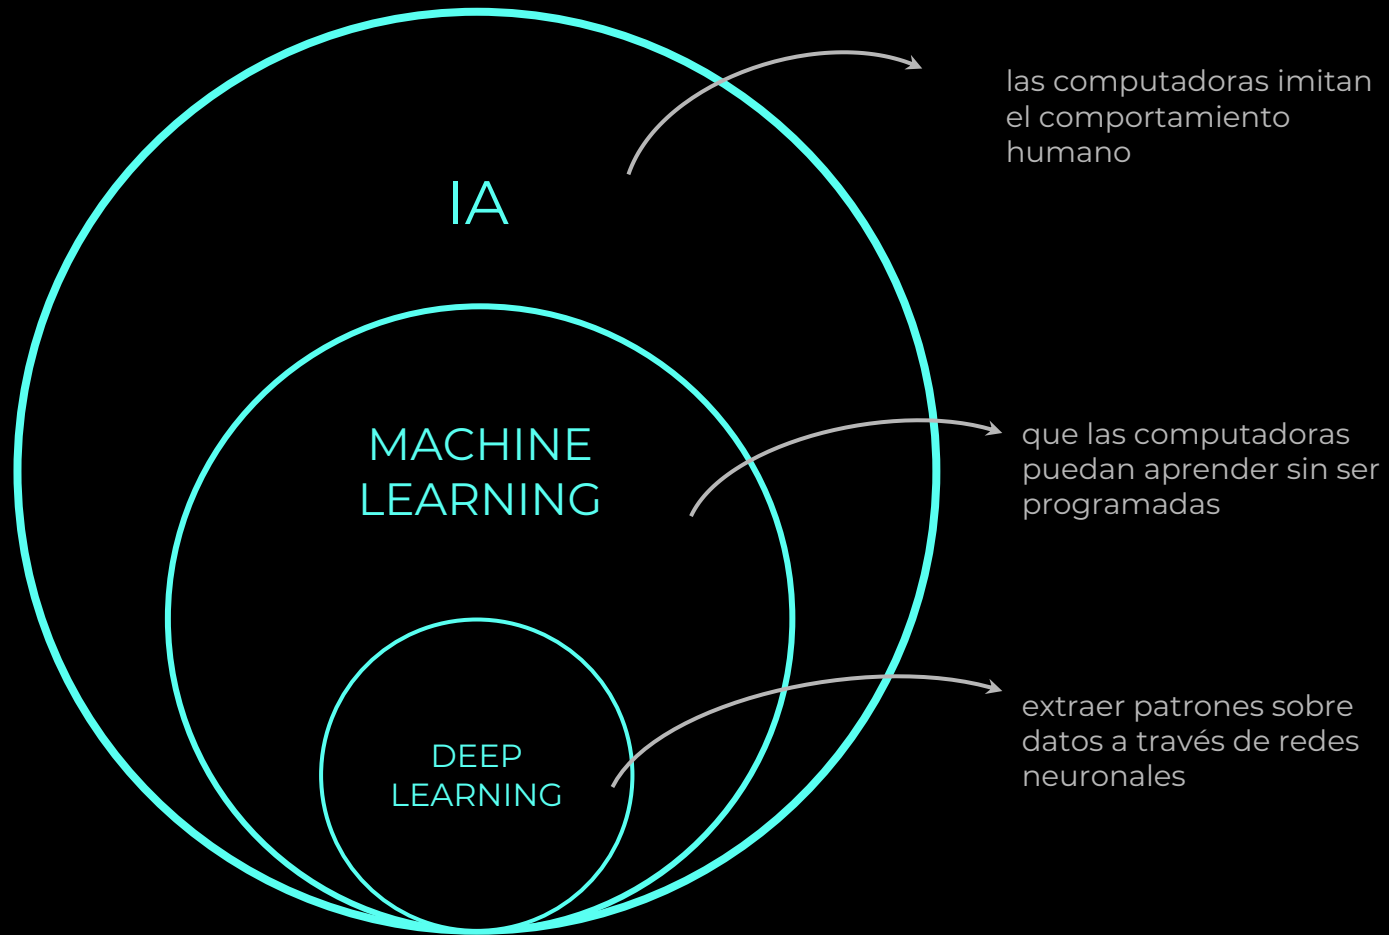 IA
las computadoras imitan
el comportamiento
humano
MACHINE
LEARNING
que las computadoras
puedan aprender sin ser
programadas
DEEP
LEARNING
extraer patrones sobre
datos a través de redes
neuronales